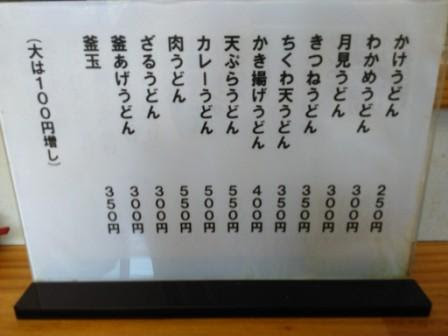 かけうどん 250円
わかめうどん 300円
月見うどん 300円
きつねうどん 350円
ちくわ天うどん 350円
かき揚げうどん 400円
天ぷらうどん 550円
カレーうどん 500円
肉うどん 550円
ざるうどん 300円
釜あげうどん 300円
釜玉 350円
（大は100円増し）